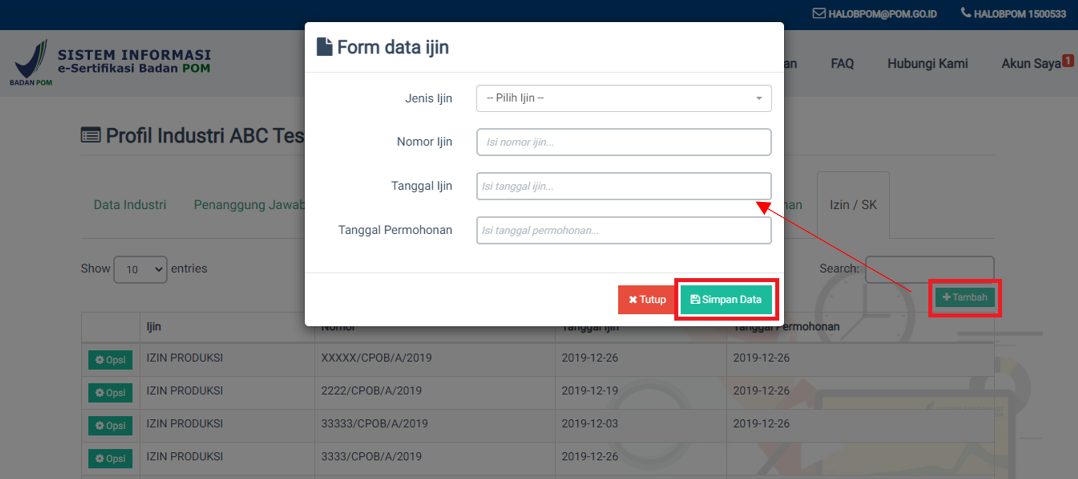 HALOBPOM@POM.GO.ID HALOBPOM 1500533
SISTEM INFORMASI
e-Sertifikasi Badan POM
BADAN POM
an FAQ Hubungi Kami Akun Saya 1
Form data ijin
Jenis Ijin -- Pilih Ijin --
Nomor Ijin Isi nomor ijin...
Tanggal Ijin Isi tanggal ijin...
Tanggal Permohonan Isi tanggal permohonan...
Tutup Simpan Data
Profil Industri ABC Tes
Data Industri Penanggung Jawab nan Izin / SK
Show 10 entries Search:
Tambah
Ijin Nomor Tanggal Ijin Tanggal Permohonan
Opsi IZIN PRODUKSI XXXXX/CPOB/A/2019 2019-12-26 2019-12-26
Opsi IZIN PRODUKSI 2222/CPOB/A/2019 2019-12-19 2019-12-26
Opsi IZIN PRODUKSI 33333/CPOB/A/2019 2019-12-03 2019-12-26
Opsi IZIN PRODUKSI 3333/CPOB/A/2019 2019-12-26 2019-12-26